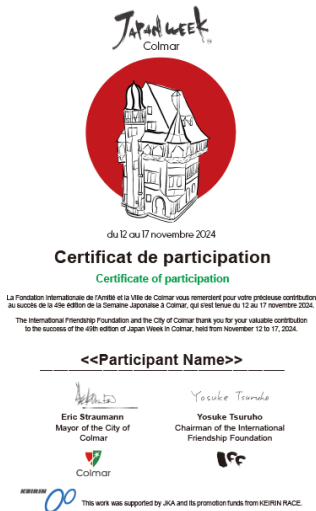 JAPAN WEEK
Colmar
du 12 au 17 novembre 2024
Certificat de participation
Certificate of participation
La Fondation Internationale de l'Amitié et la Ville de Colmar vous remercient pour votre précieuse contribution
au succès de la 49e édition de la Semaine Japonaise à Colmar, qui s'est tenue du 12 au 17 novembre 2024.
The International Friendship Foundation and the City of Colmar thank you for your valuable contribution
to the success of the 49th edition of Japan Week in Colmar, held from November 12 to 17, 2024.
<<Participant Name>>
Yosuke Tsuruho
Eric Straumann
Mayor of the City of
Colmar
Yosuke Tsuruho
Chairman of the International
Friendship Foundation
Colmar
IFF
This work was supported by JKA and its promotion funds from KEIRIN RACE.